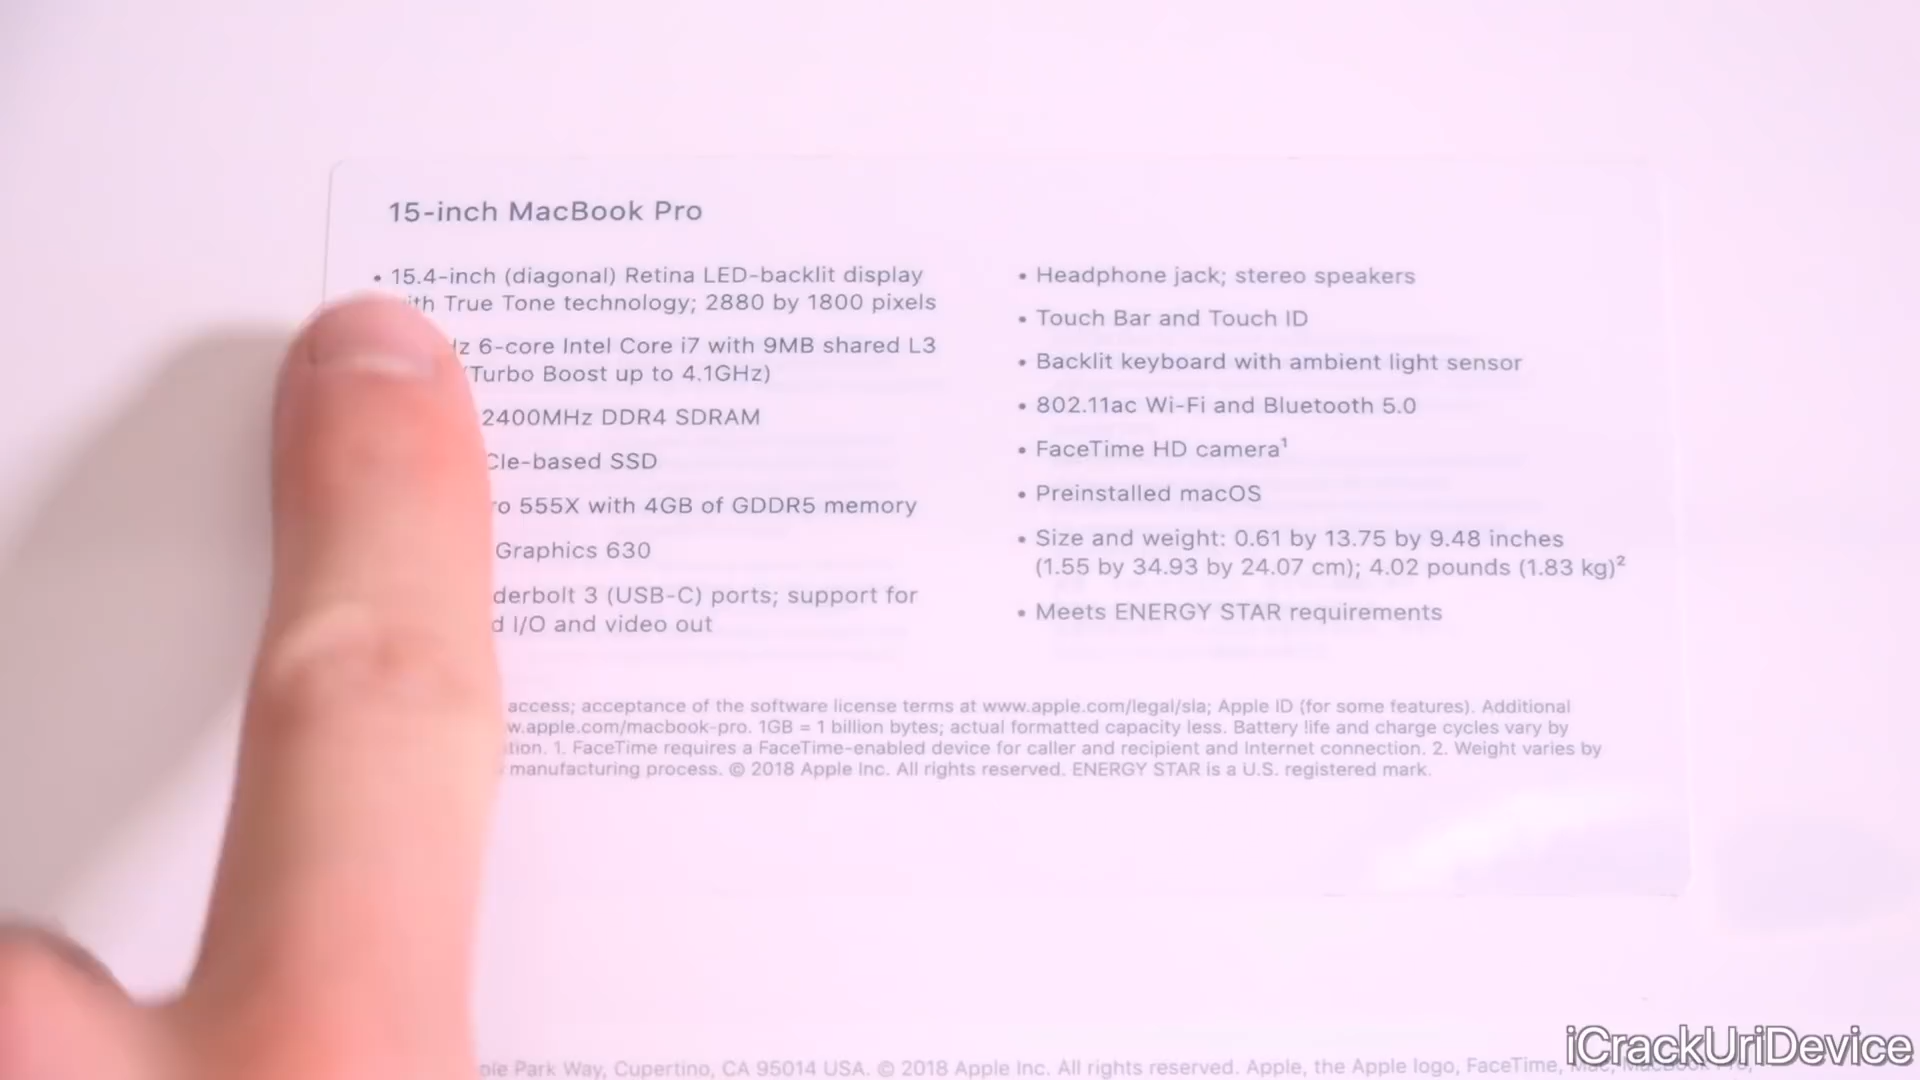 15-inch MacBook Pro
• 15.4-inch (diagonal) Retina LED-backlit display
True Tone technology; 2880 by 1800 pixels
6-core Intel Core i7 with 9MB shared L3
(Turbo Boost up to 4.1GHz)
2400MHz DDR4 SDRAM
SSD
555X with 4GB of GDDR5 memory
Graphics 630
3 (USB-C) ports; support for
I/O and video out
• Headphone jack; stereo speakers
• Touch Bar and Touch ID
• Backlit keyboard with ambient light sensor
• 802.11ac Wi-Fi and Bluetooth 5.0
• FaceTime HD camera¹
• Preinstalled macOS
• Size and weight: 0.61 by 13.75 by 9.48 inches
(1.55 by 34.93 by 24.07 cm); 4.02 pounds (1.83 kg)²
• Meets ENERGY STAR requirements
access; acceptance of the software license terms at www.apple.com/legal/sla; Apple ID (for some features). Additional
w.apple.com/macbook-pro. 1GB = 1 billion bytes; actual formatted capacity less. Battery life and charge cycles vary by
1. FaceTime requires a FaceTime-enabled device for caller and recipient and Internet connection. 2. Weight varies by
manufacturing process. © 2018 Apple Inc. All rights reserved. ENERGY STAR is a U.S. registered mark.
Park Way, Cupertino, CA 95014 USA. © 2018 Apple Inc. All rights reserved. Apple, the Apple logo, FaceTime, Mac, MacBook Pro,
iCrackUriDevice